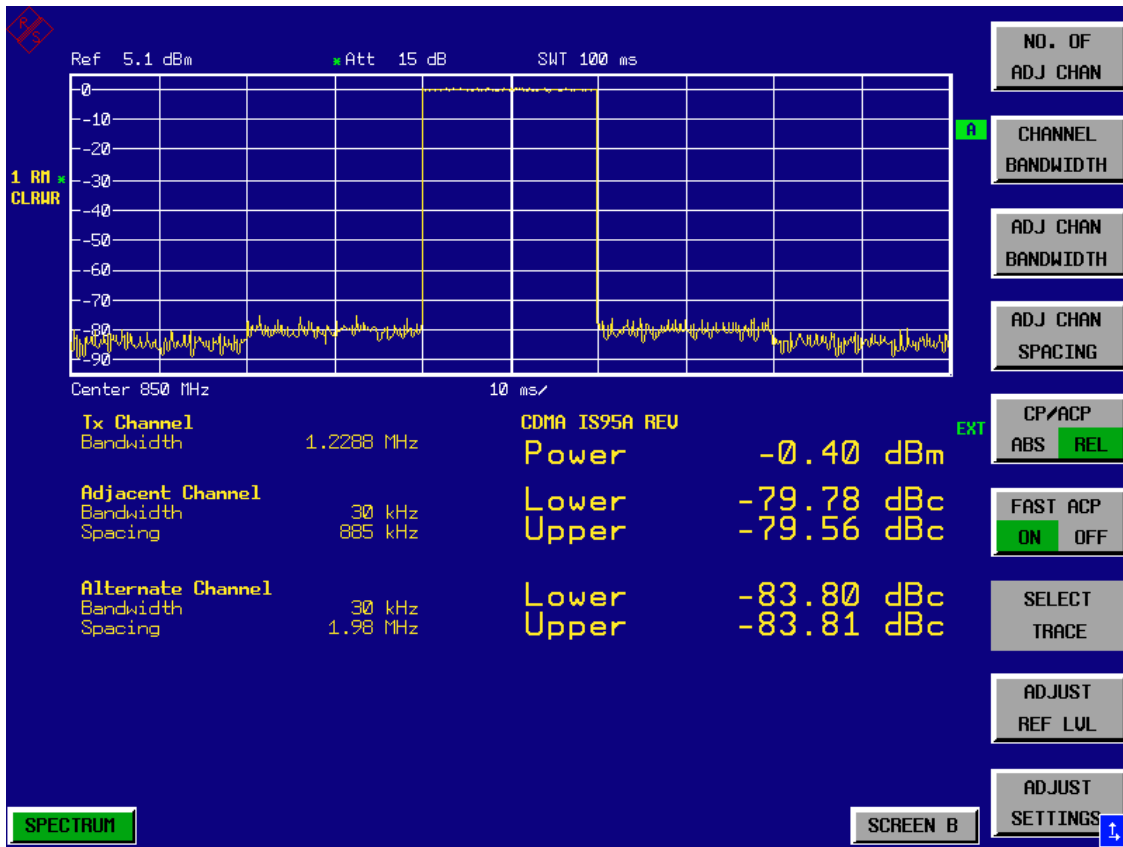 R S
Ref 5.1 dBm *Att 15 dB SWT 100 ms
NO. OF
ADJ CHAN
-0
-10
A
CHANNEL
BANDWIDTH
-20
1 RM *
CLRWR
-30
-40
-50
ADJ CHAN
BANDWIDTH
-60
-70
-80
-90
ADJ CHAN
SPACING
Center 850 MHz 10 ms/
Tx Channel
Bandwidth 1.2288 MHz
CDMA IS95A REV
Power -0.40 dBm
EXT
CP/ACP
ABS REL
Adjacent Channel
Bandwidth 30 kHz
Spacing 885 kHz
Lower -79.78 dBc
Upper -79.56 dBc
FAST ACP
ON OFF
Alternate Channel
Bandwidth 30 kHz
Spacing 1.98 MHz
Lower -83.80 dBc
Upper -83.81 dBc
SELECT
TRACE
ADJUST
REF LVL
ADJUST
SETTINGS
SPECTRUM
SCREEN B